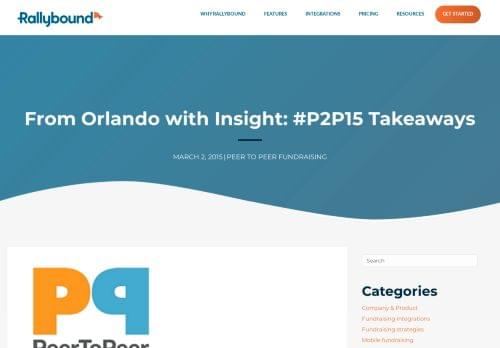 Rallybound
WHY RALLYBOUND
FEATURES
INTEGRATIONS
PRICING
RESOURCES
GET STARTED
From Orlando with Insight: #P2P15 Takeaways
MARCH 2, 2015 | PEER TO PEER FUNDRAISING
Search
PP
PeerToPeer
Categories
Company & Product
Fundraising integrations
Fundraising strategies
Mobile fundraising